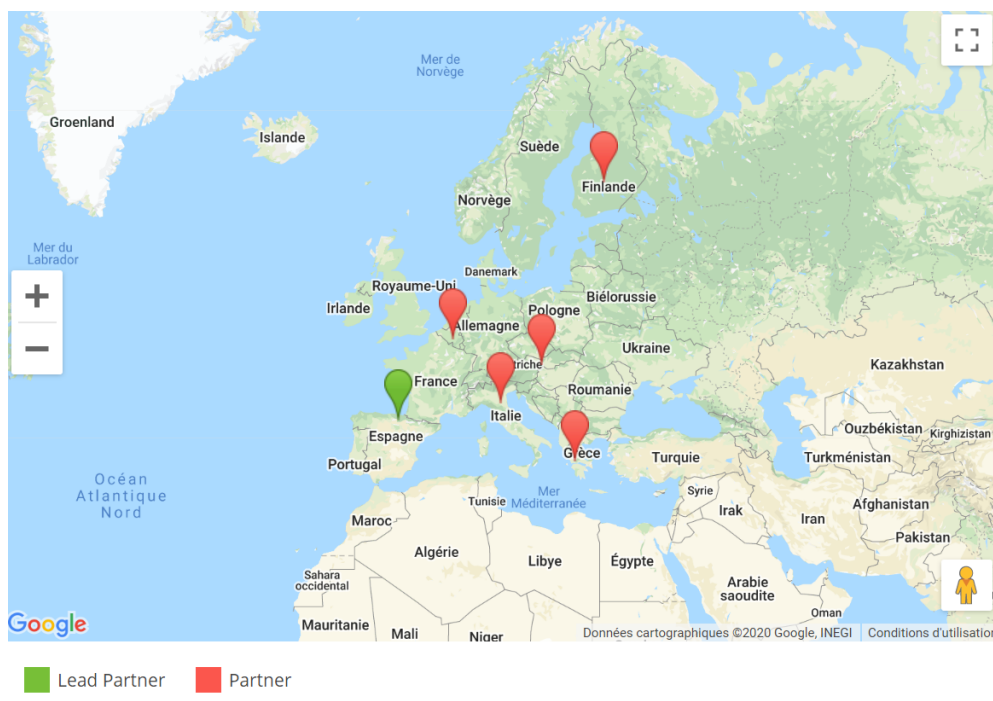 Mer de
Norvège
Groenland
Islande
Suède
Finlande
Norvège
Mer du
Labrador
Danemark
Royaume-Uni
Irlande
Biélorussie
Pologne
Allemagne
Ukraine
triche
Kazakhstan
France
Roumanie
Italie
Ouzbékistan
Kirghizistan
Espagne
Grèce
Portugal
Turquie
Turkménistan
Océan
Atlantique
Nord
Mer
Méditerranée
Tunisie
Syrie
Irak
Iran
Afghanistan
Maroc
Pakistan
Algérie
Libye
Égypte
Sahara
occidental
Arabie
saoudite
Oman
Mauritanie
Mali
Niger
Google
Données cartographiques ©2020 Google, INEGI
Conditions d'utilisation
Lead Partner
Partner